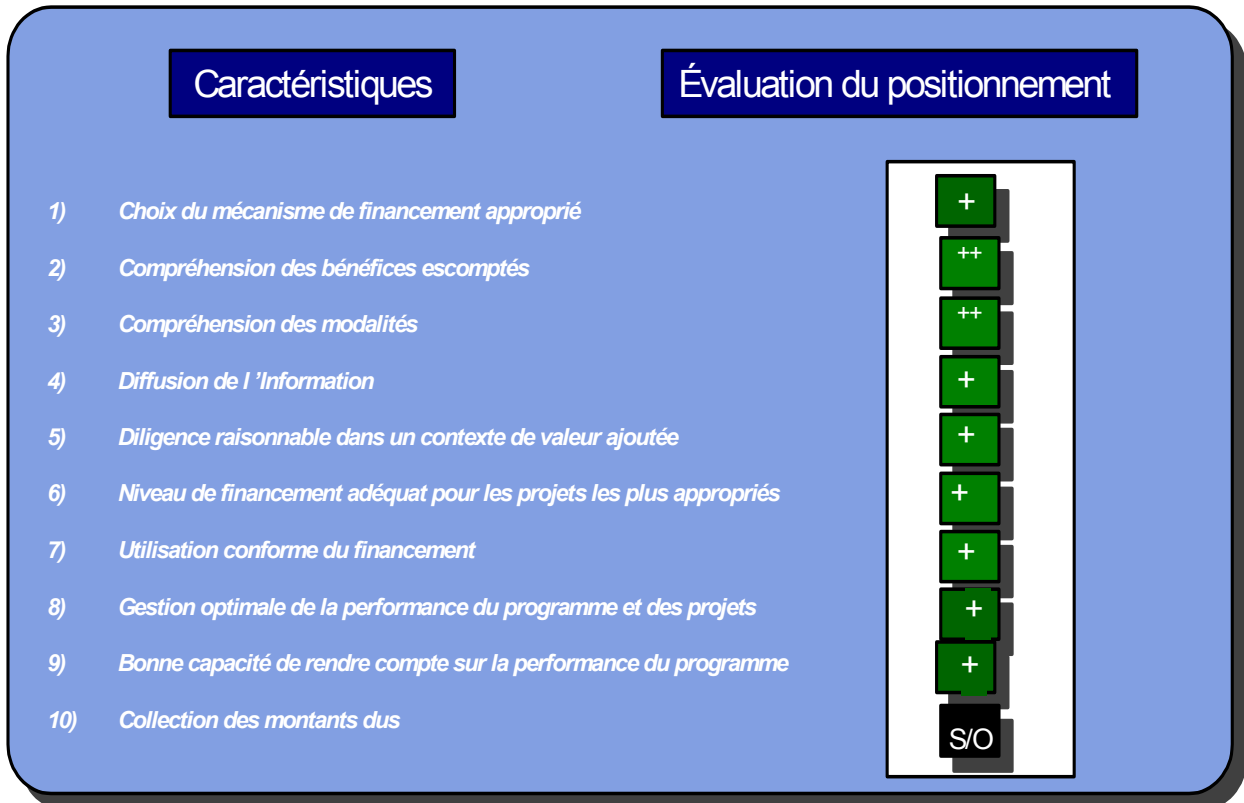 Caractéristiques Évaluation du positionnement
1) Choix du mécanisme de financement approprié +
2) Compréhension des bénéfices escomptés ++
3) Compréhension des modalités ++
4) Diffusion de l ’Information +
5) Diligence raisonnable dans un contexte de valeur ajoutée +
6) Niveau de financement adéquat pour les projets les plus appropriés +
7) Utilisation conforme du financement +
8) Gestion optimale de la performance du programme et des projets +
9) Bonne capacité de rendre compte sur la performance du programme +
10) Collection des montants dus S/O